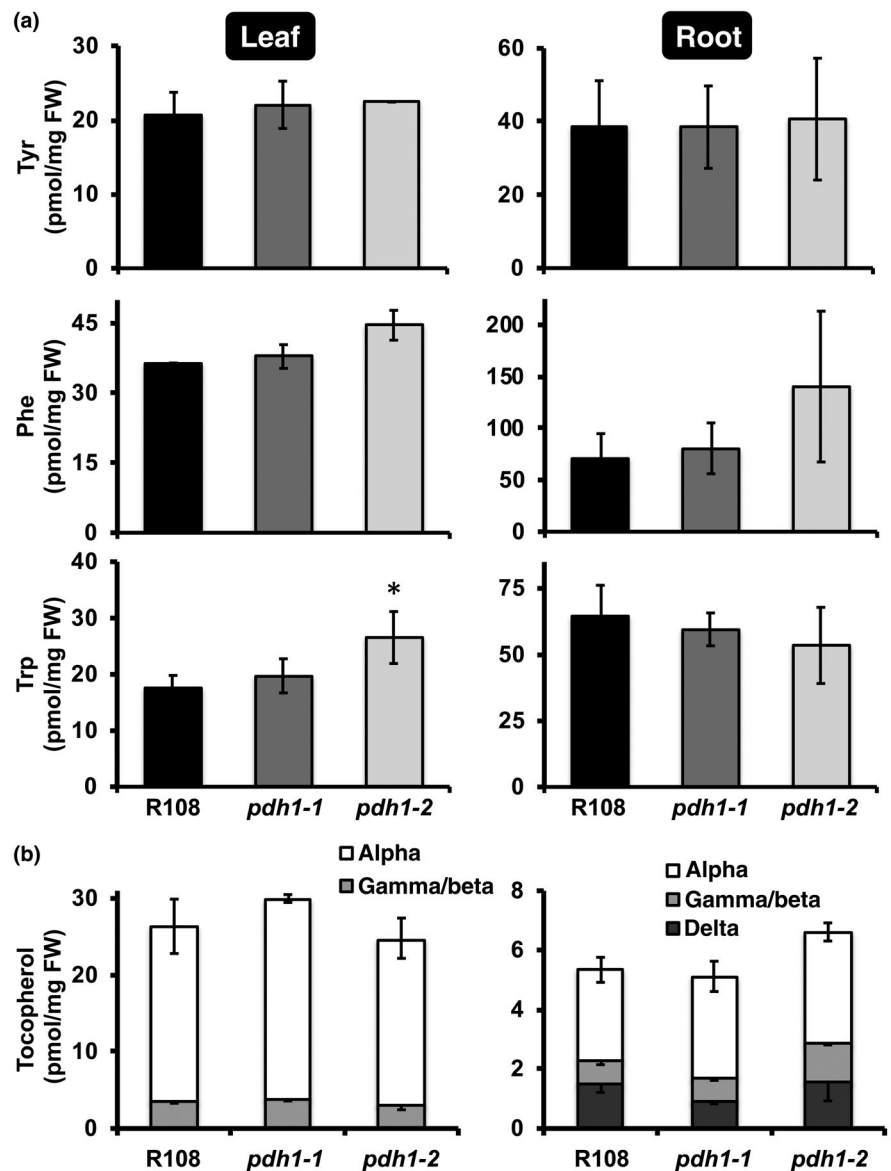 (a)
Leaf
Root
Tyr
(pmol/mg FW)
30
20
10
0
60
40
20
0
Phe
(pmol/mg FW)
45
30
15
0
200
150
100
50
0
Trp
(pmol/mg FW)
40
30
20
10
0
75
50
25
0
R108 pdh1-1 pdh1-2
R108 pdh1-1 pdh1-2
*
(b)
Alpha
Gamma/beta
Alpha
Gamma/beta
Delta
Tocopherol
(pmol/mg FW)
30
20
10
0
8
6
4
2
0
R108 pdh1-1 pdh1-2
R108 pdh1-1 pdh1-2